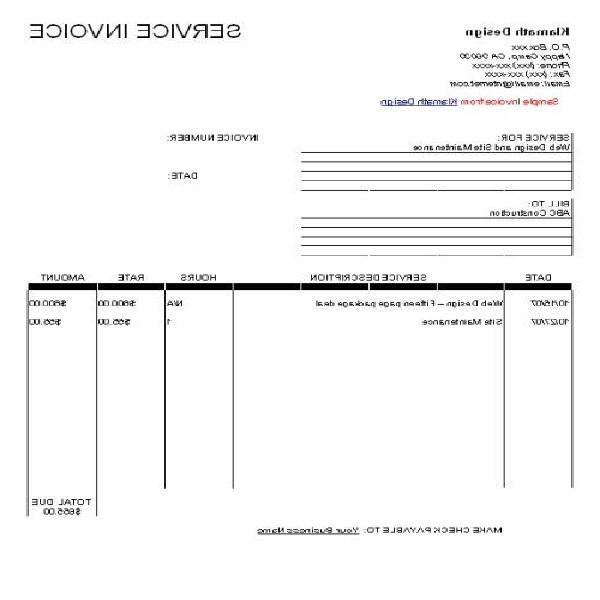 Klamath Design
P.O. Box xxx
Happy Camp, CA 96039
Phone: (xxx) xxx-xxxx
Fax: (xxx) xxx-xxxx
Email: email@internet.com
SERVICE INVOICE
Sample Invoice from Klamath Design
SERVICE FOR:
Web Design and Site Maintenance
INVOICE NUMBER:
DATE:
BILL TO:
ABC Construction
DATE SERVICE DESCRIPTION HOURS RATE AMOUNT
10/15/07 Web Design – Fifteen page package deal N/A $600.00 $600.00
10/27/07 Site Maintenance 1 $55.00 $55.00
TOTAL DUE
$655.00
MAKE CHECK PAYABLE TO: Your Business Name